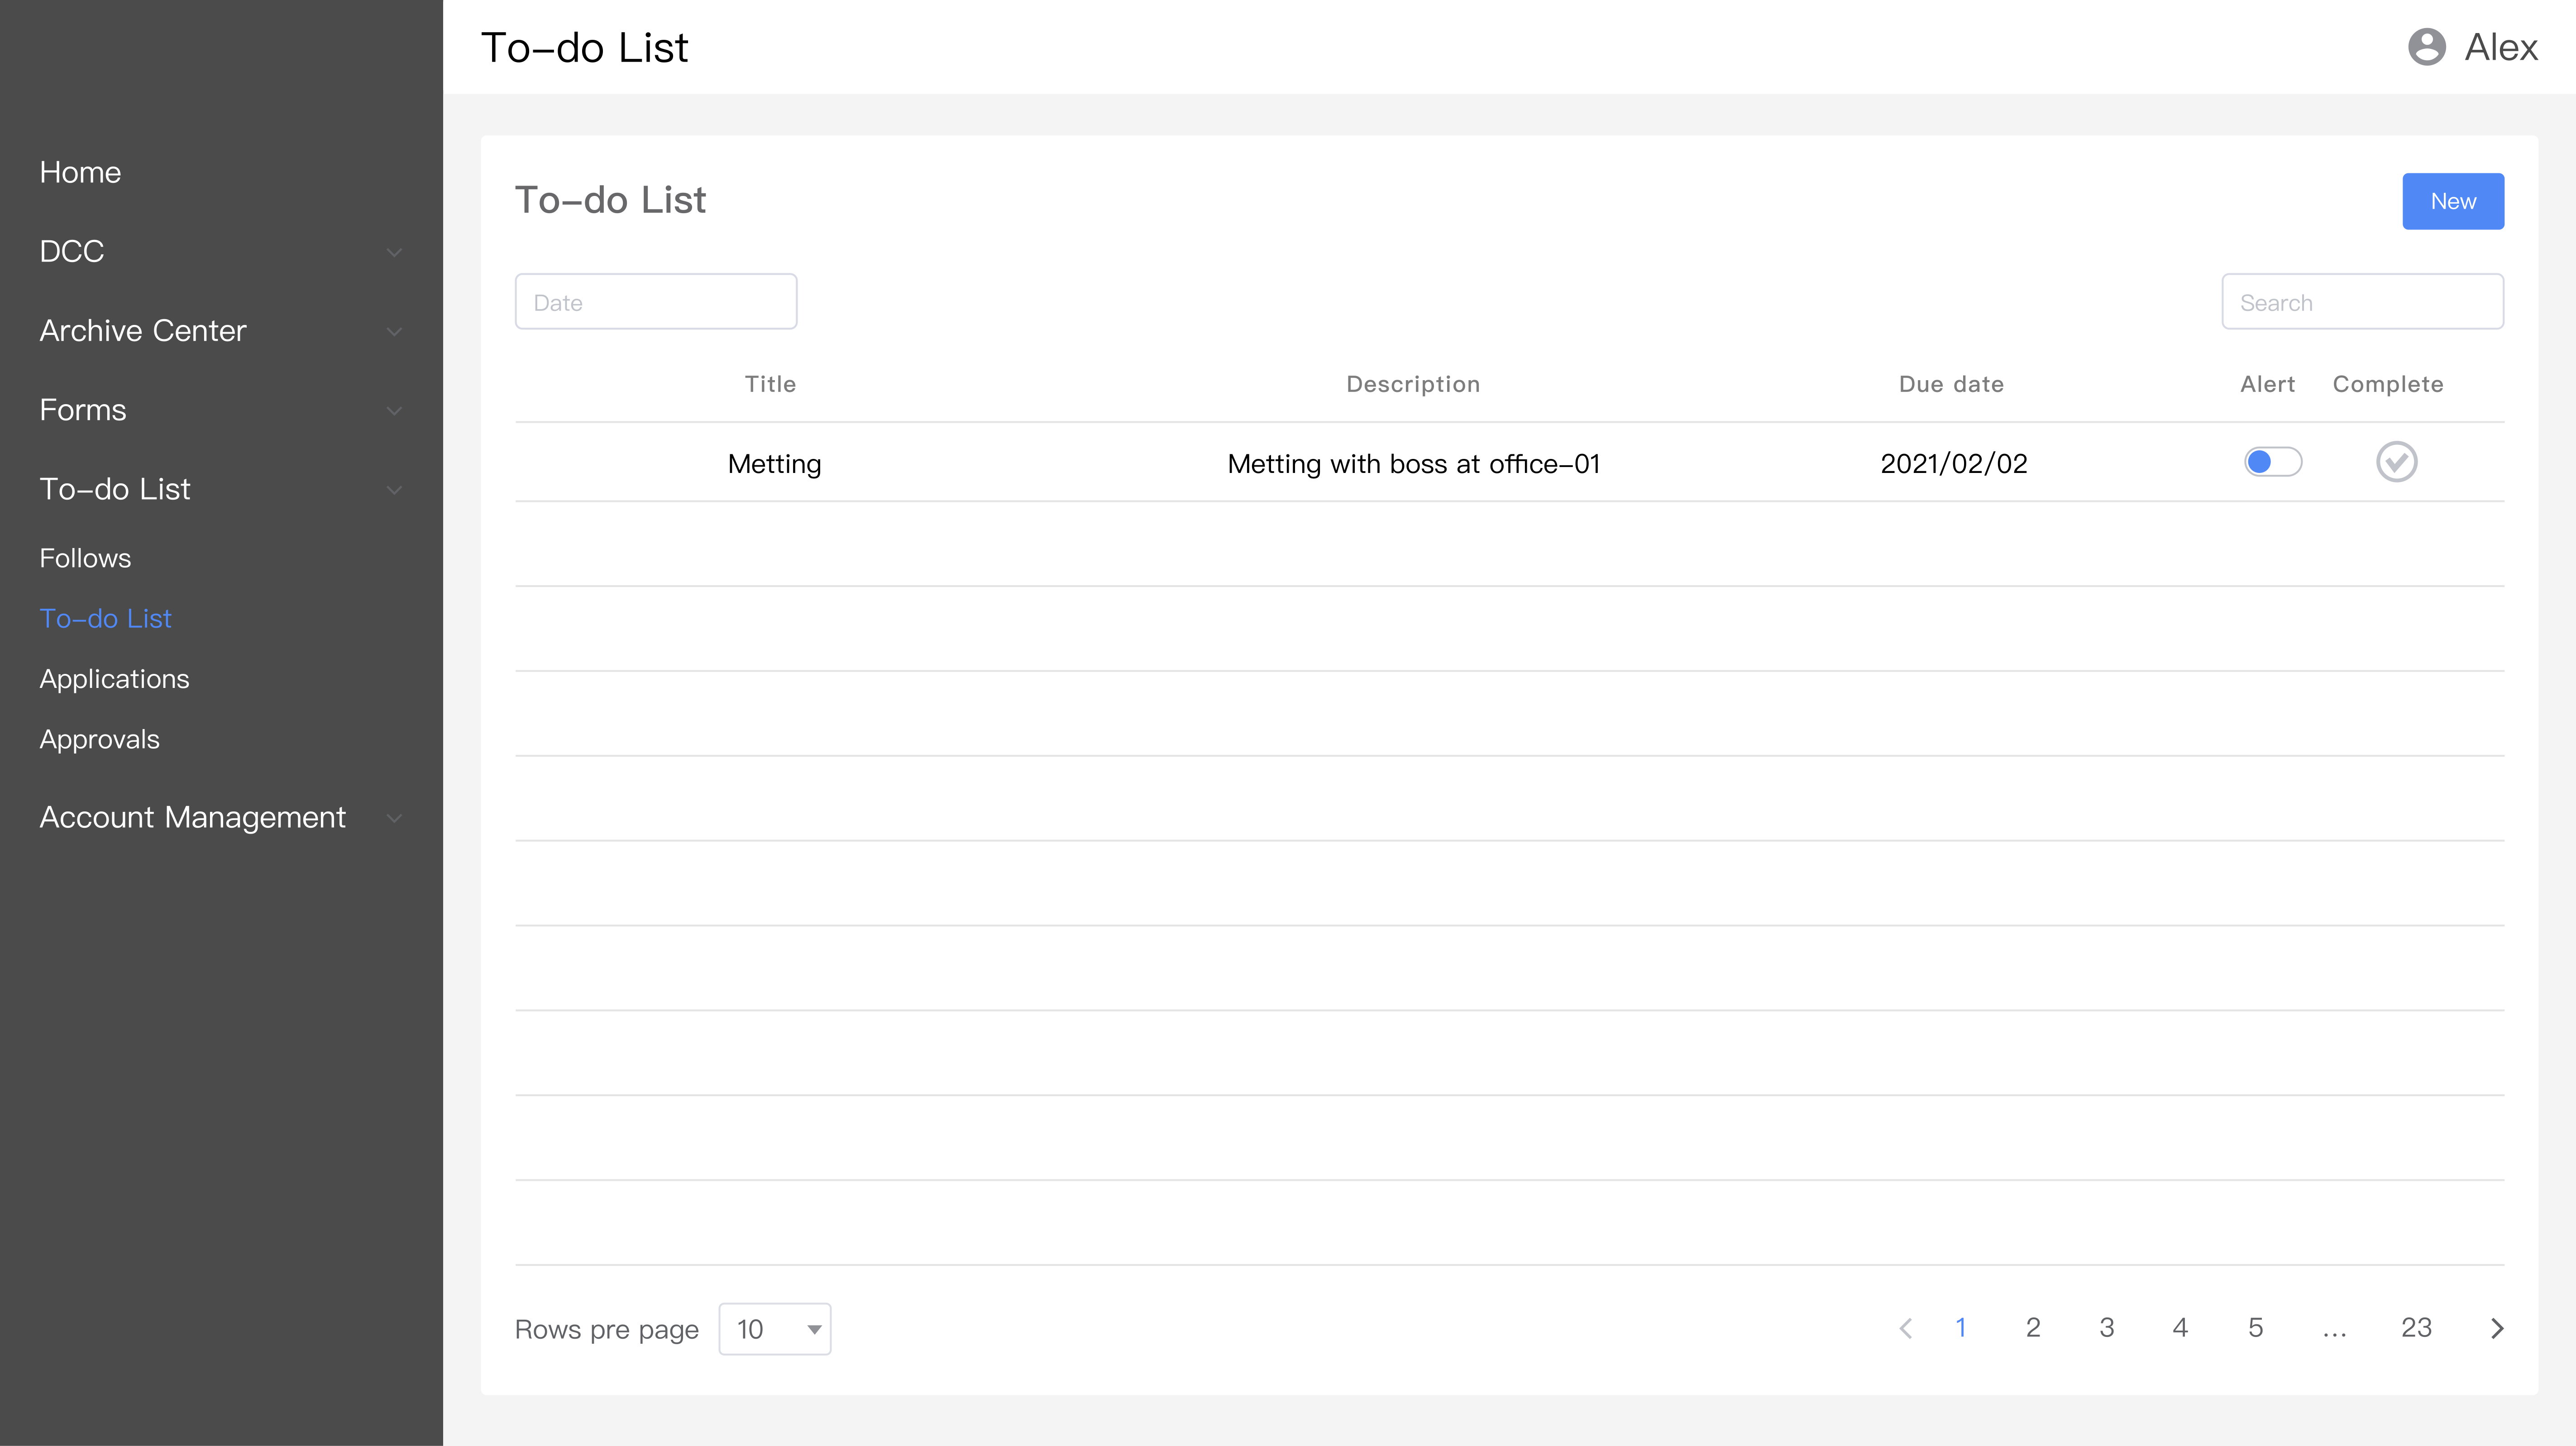 To-do List
Alex
Home
DCC
Archive Center
Forms
To-do List
Follows
To-do List
Applications
Approvals
Account Management
To-do List
New
Date
Search
Title Description Due date Alert Complete
Metting Metting with boss at office-01 2021/02/02
Rows pre page 10
1 2 3 4 5 ... 23